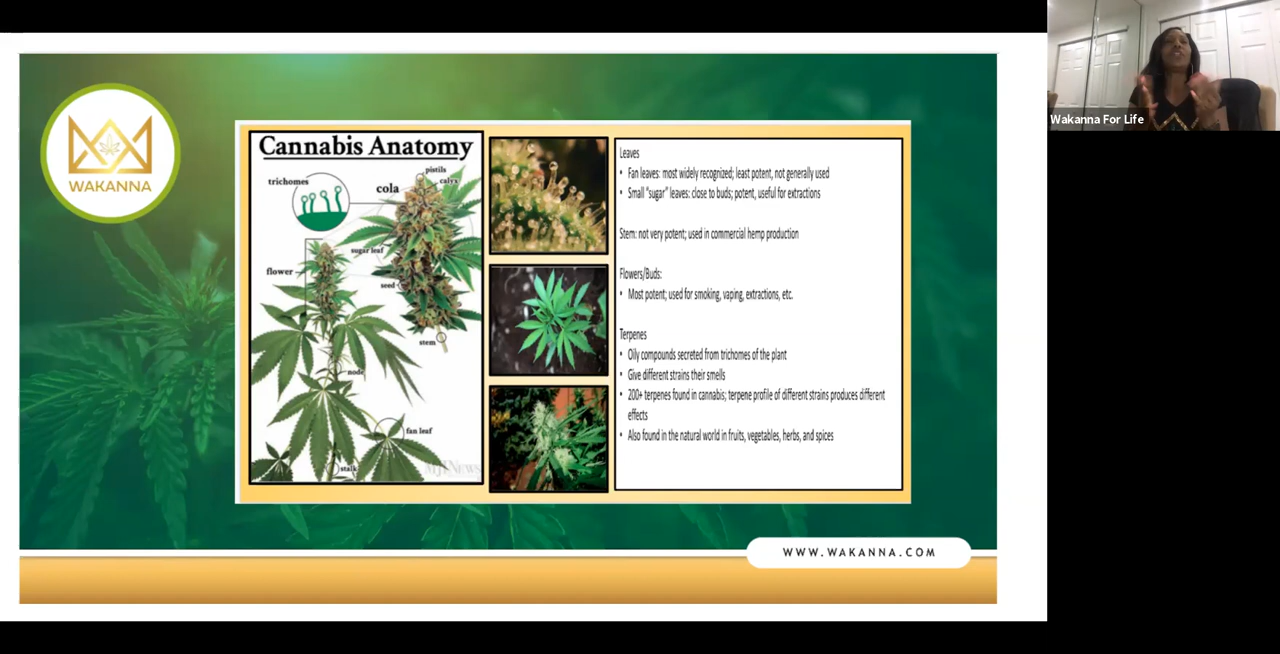 Cannabis Anatomy
pistils
calyx
trichomes
cola
sugar leaf
flower
seed
stem
node
fan leaf
stalk
MJNews
Leaves
• Fan leaves: most widely recognized; least potent, not generally used
• Small “sugar” leaves: close to buds; potent, useful for extractions
Stem: not very potent; used in commercial hemp production
Flowers/Buds:
• Most potent; used for smoking, vaping, extractions, etc.
Terpenes
• Oily compounds secreted from trichomes of the plant
• Give different strains their smells
• 200+ terpenes found in cannabis; terpene profile of different strains produces different
effects
• Also found in the natural world in fruits, vegetables, herbs, and spices
WAKANNA
WWW.WAKANNA.COM
Wakanna For Life